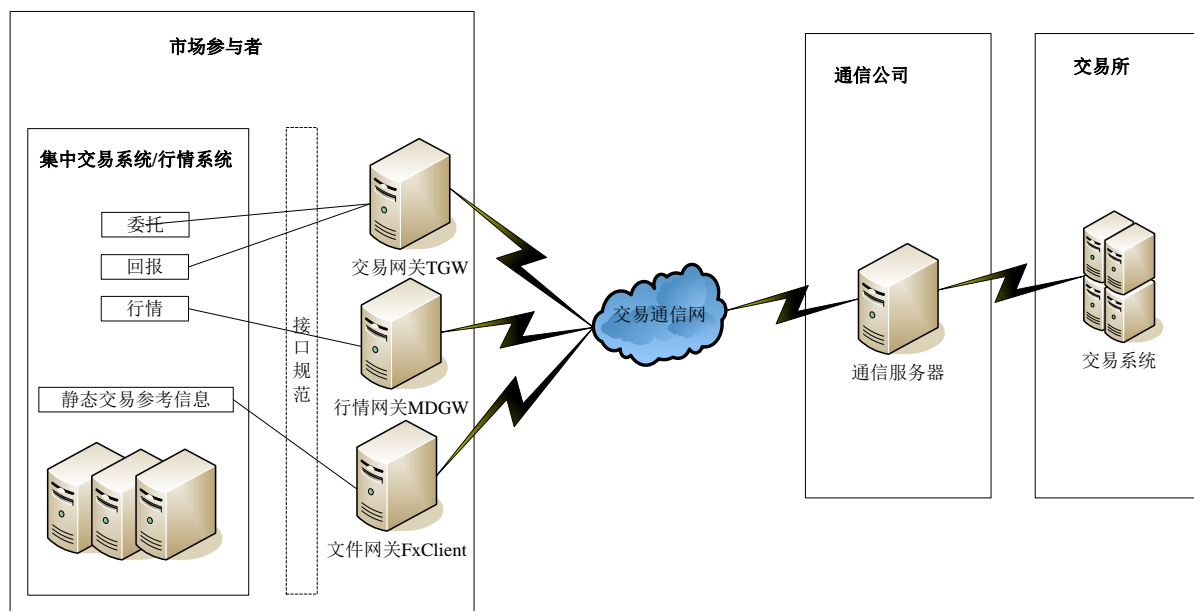 市场参与者
通信公司
交易所
集中交易系统/行情系统
委托
回报
行情
静态交易参考信息
接口规范
交易网关TGW
行情网关MDGW
文件网关FxClient
交易通信网
通信服务器
交易系统